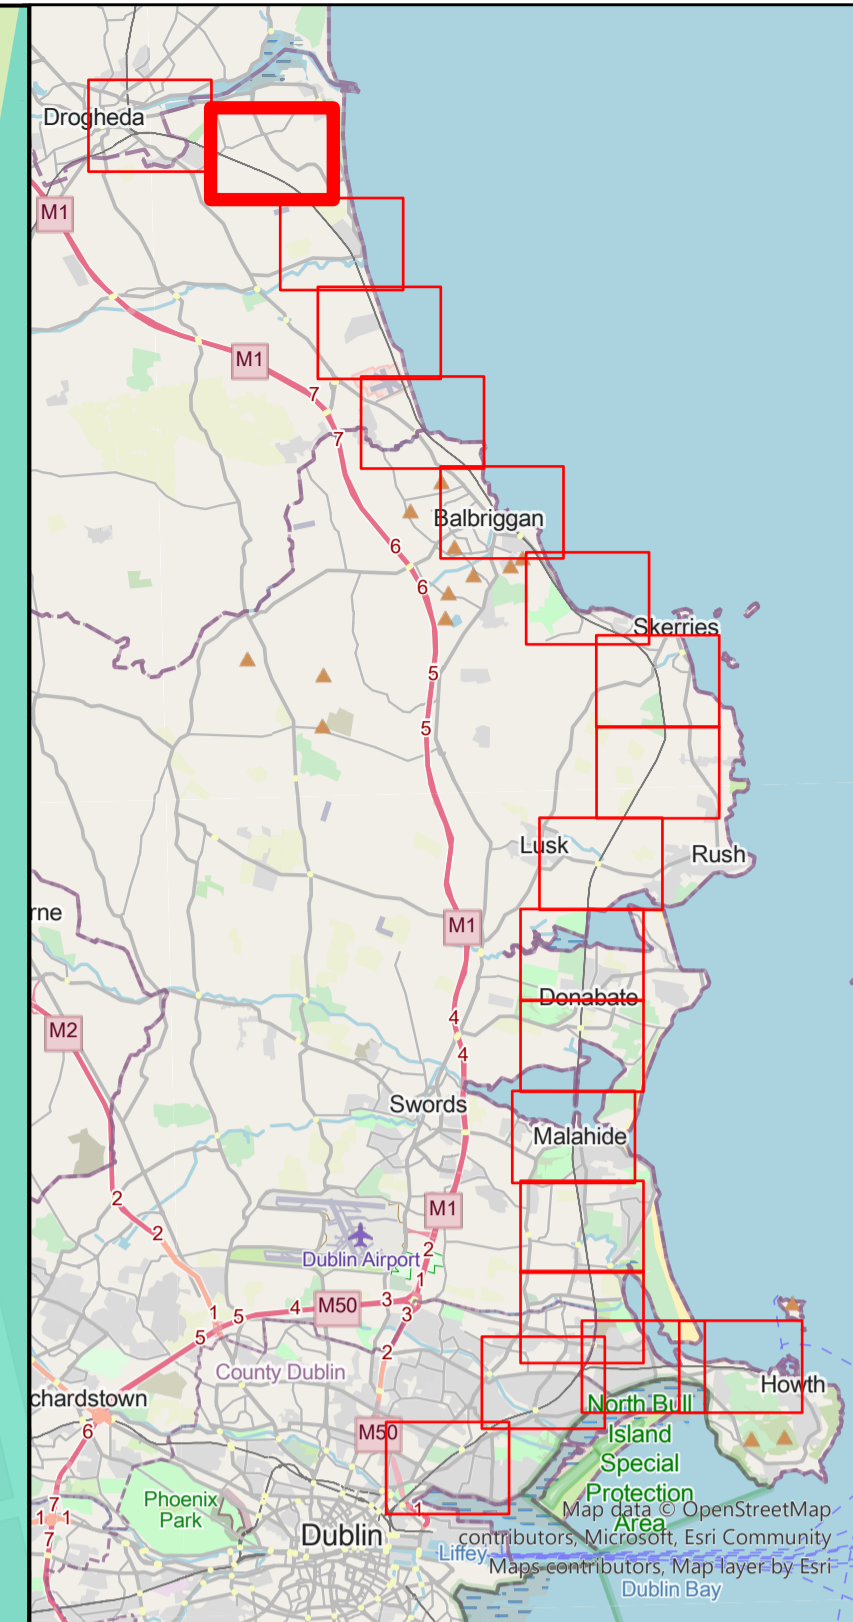 Drogheda
M1
M1
7
7
Balbriggan
6
6
Skerries
5
5
Lusk
Rush
rne
M1
Donabate
M2
4
4
Swords
Malahide
2
M1
2
Dublin Airport
2
1
M50
3
3
4
5
1
5
2
County Dublin
chardstown
Howth
North Bull
Island
Special
Protection
Area
6
M50
7
1 1
7
Phoenix
Park
1
Dublin
Liffey
Map data © OpenStreetMap
contributors, Microsoft, Esri Community
Maps contributors, Map layer by Esri
Dublin Bay